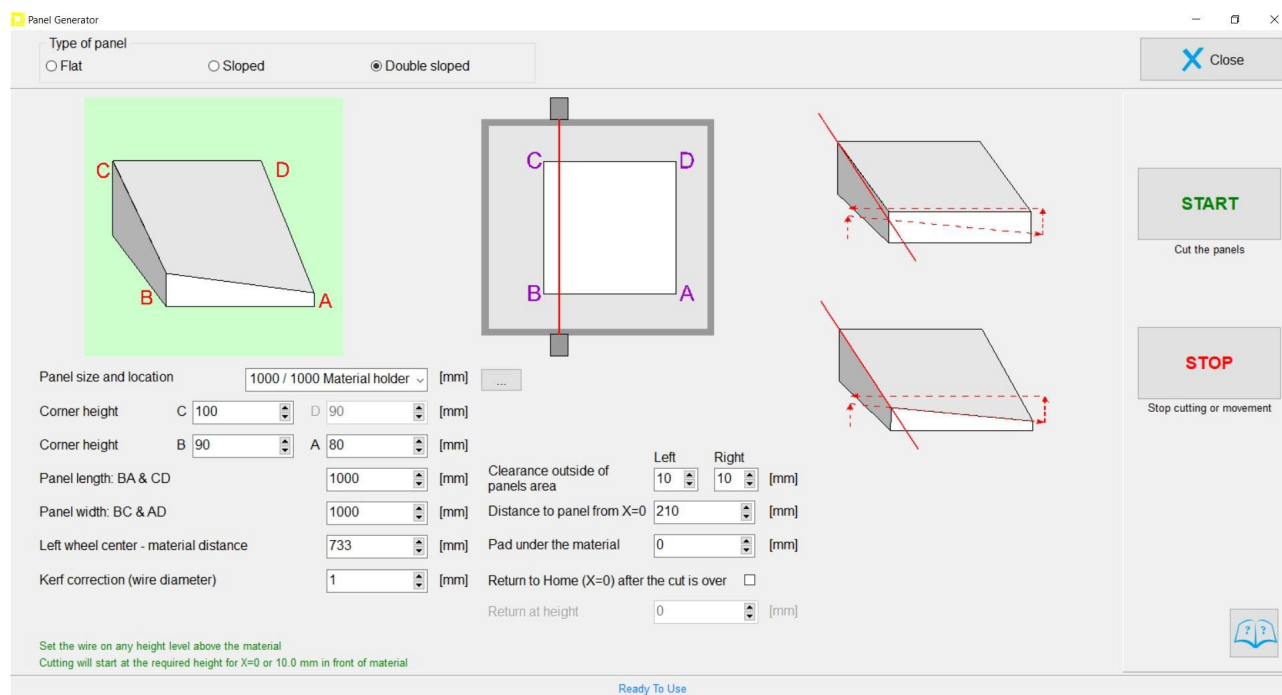 Panel Generator
Type of panel
Flat Sloped Double sloped
Close
C D
B A
C D
B A
START
Cut the panels
STOP
Stop cutting or movement
Panel size and location 1000 / 1000 Material holder [mm] ...
Corner height C 100 D 90 [mm]
Corner height B 90 A 80 [mm]
Panel length: BA & CD 1000 [mm]
Panel width: BC & AD 1000 [mm]
Left wheel center - material distance 733 [mm]
Kerf correction (wire diameter) 1 [mm]
Left Right
Clearance outside of
panels area 10 10 [mm]
Distance to panel from X=0 210 [mm]
Pad under the material 0 [mm]
Return to Home (X=0) after the cut is over
Return at height 0 [mm]
? ?
Set the wire on any height level above the material
Cutting will start at the required height for X=0 or 10.0 mm in front of material
Ready To Use